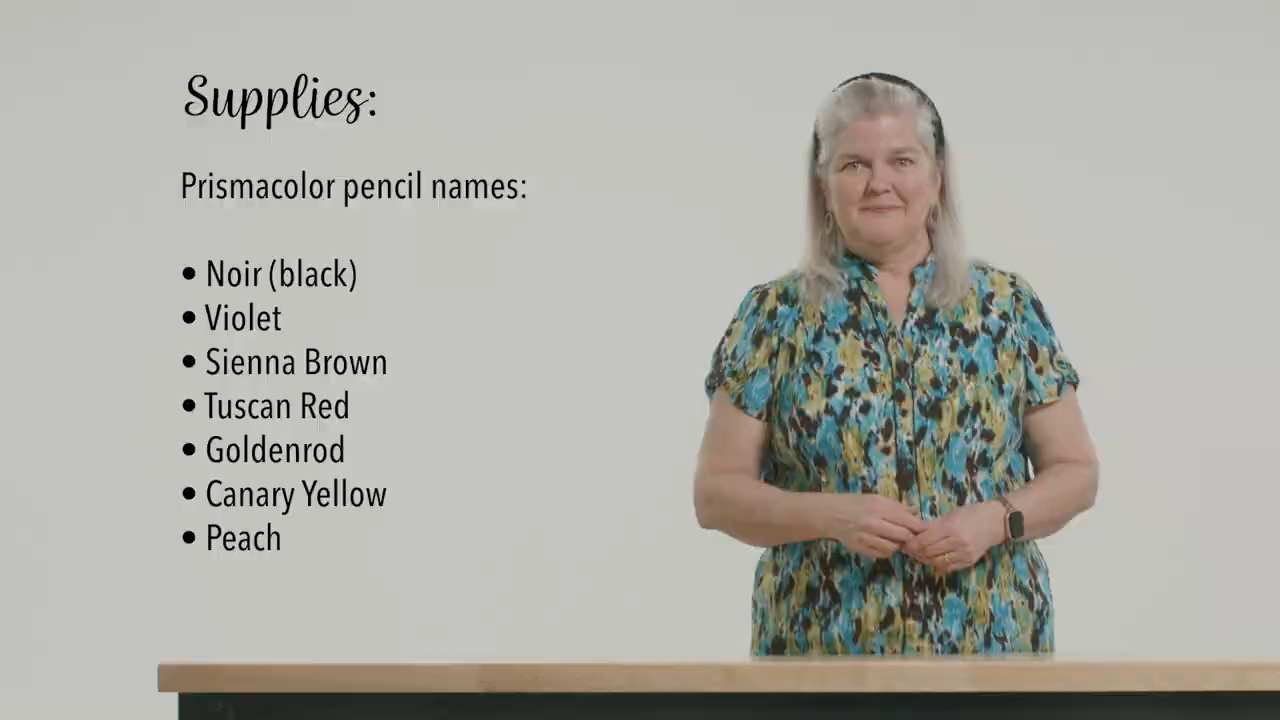 Supplies:
Prismacolor pencil names:
• Noir (black)
• Violet
• Sienna Brown
• Tuscan Red
• Goldenrod
• Canary Yellow
• Peach